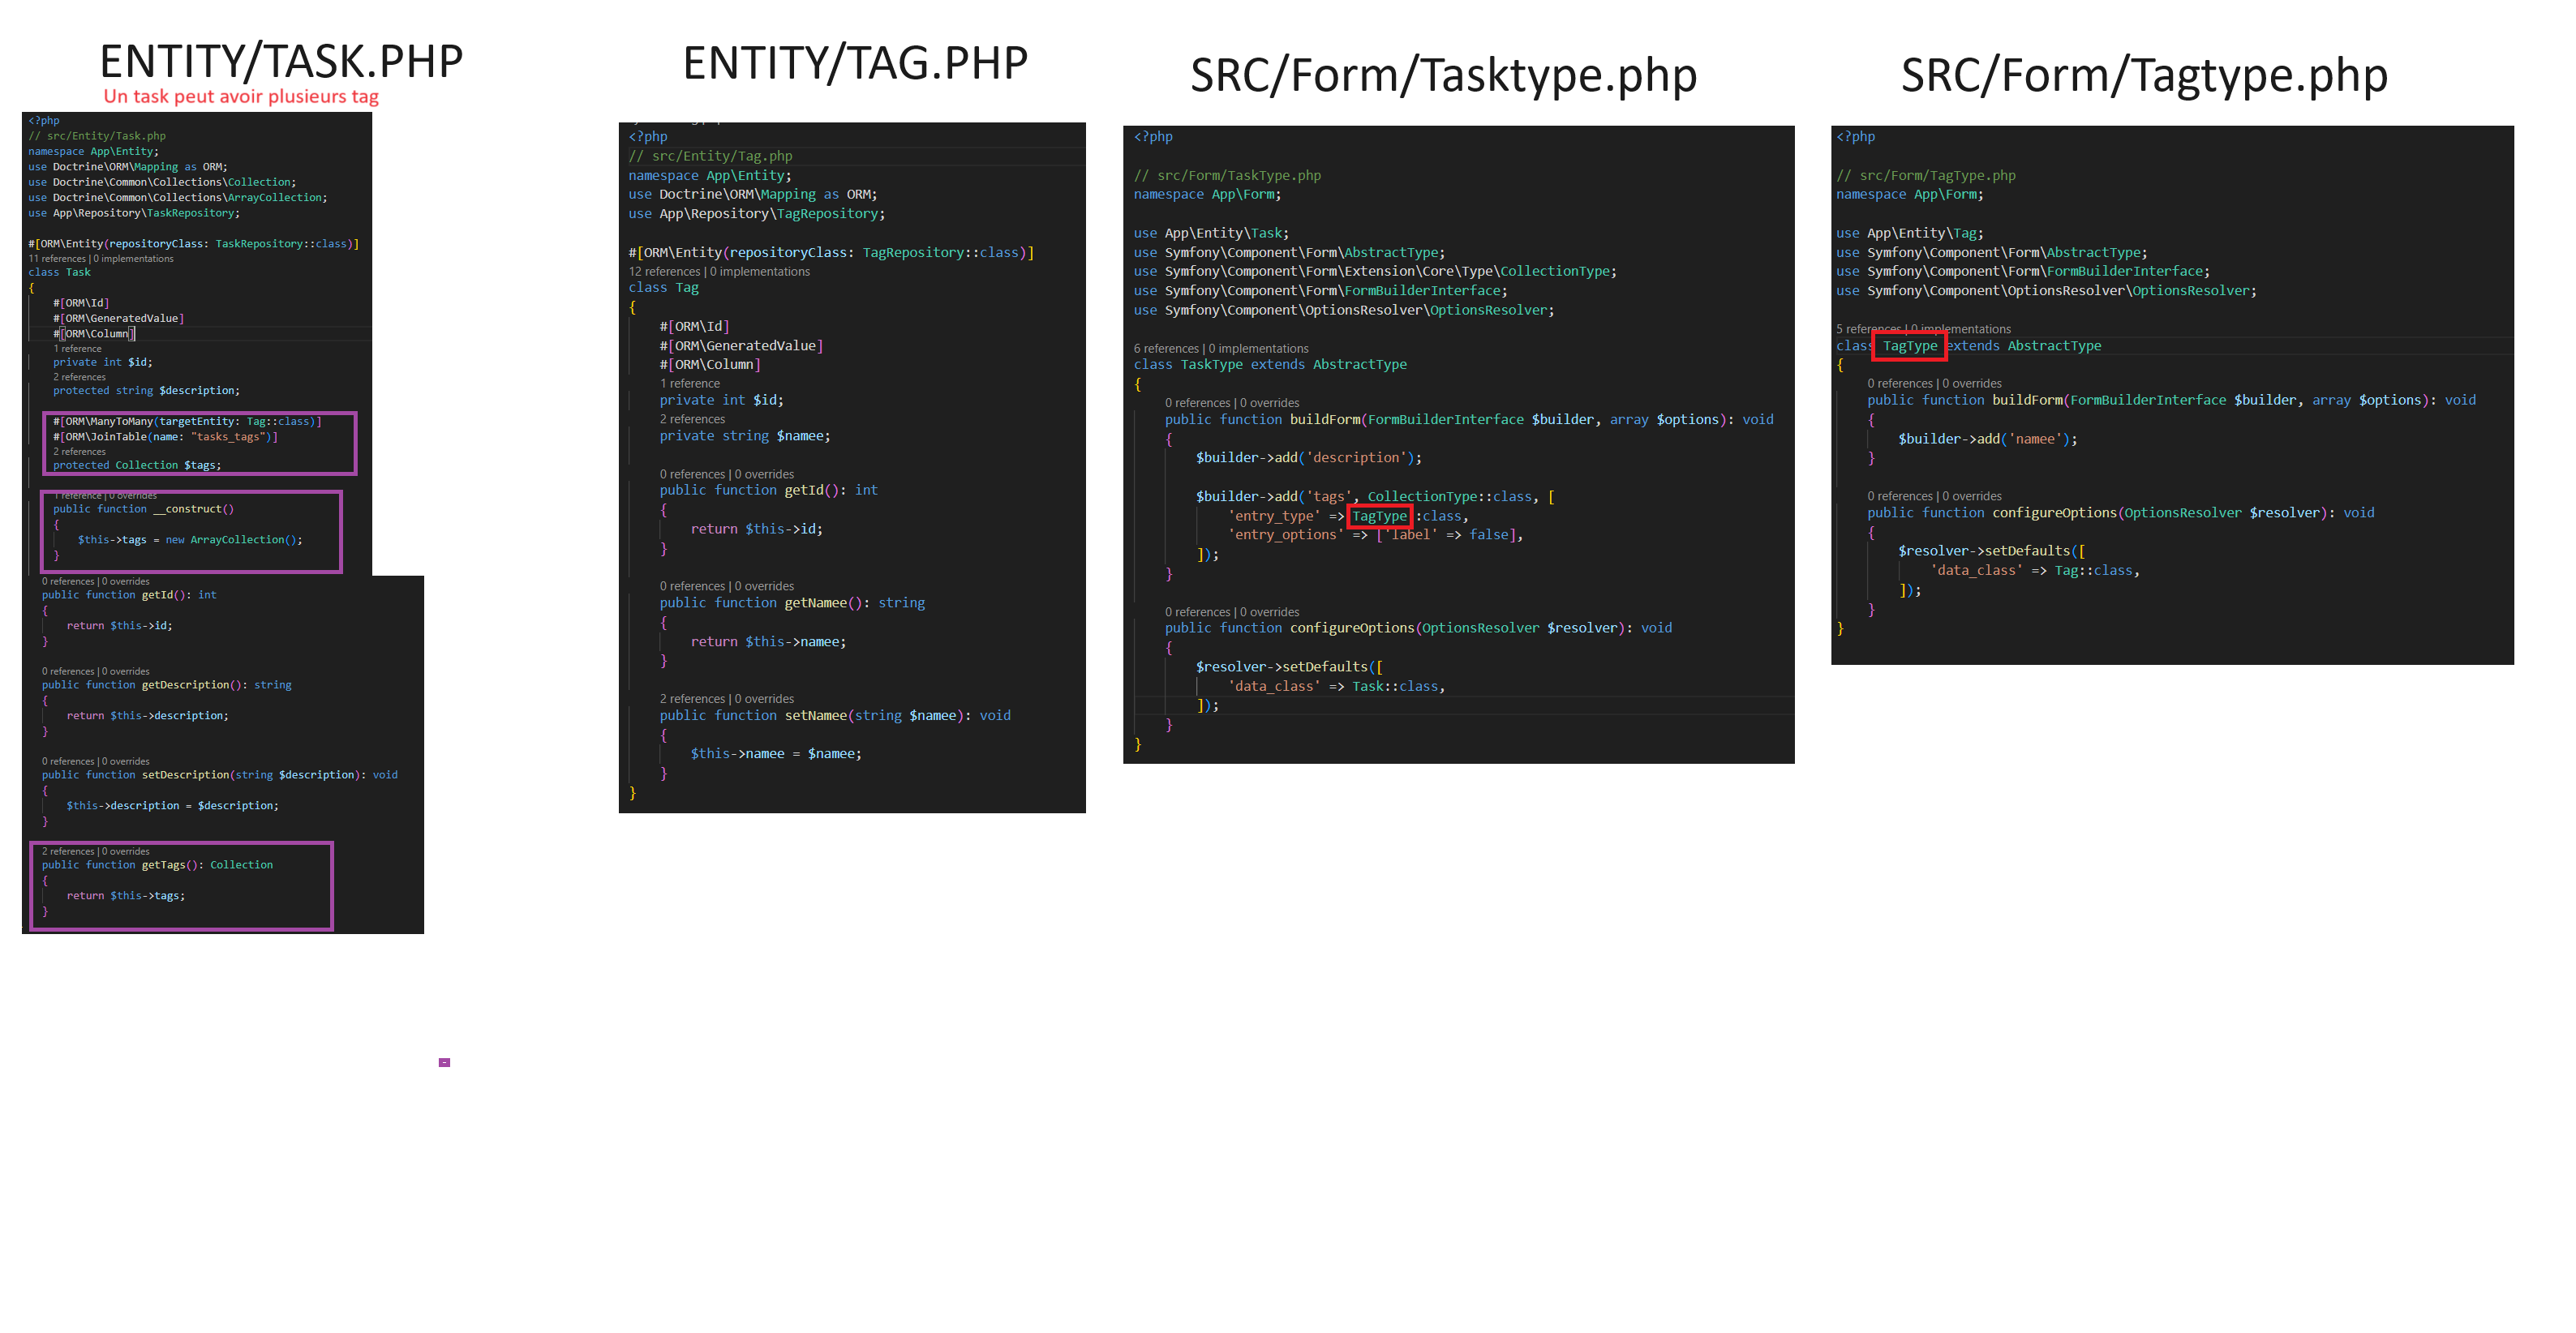 ENTITY/TASK.PHP
Un task peut avoir plusieurs tag
<?php
// src/Entity/Task.php
namespace App\Entity;
use Doctrine\ORM\Mapping as ORM;
use Doctrine\Common\Collections\Collection;
use Doctrine\Common\Collections\ArrayCollection;
use App\Repository\TaskRepository;
#[ORM\Entity(repositoryClass: TaskRepository::class)]
11 references | 0 implementations
class Task
{
#[ORM\Id]
#[ORM\GeneratedValue]
#[ORM\Column]
1 reference
private int $id;
2 references
protected string $description;
#[ORM\ManyToMany(targetEntity: Tag::class)]
#[ORM\JoinTable(name: "tasks_tags")]
2 references
protected Collection $tags;
1 reference | 0 overrides
public function __construct()
{
$this->tags = new ArrayCollection();
}
0 references | 0 overrides
public function getId(): int
{
return $this->id;
}
0 references | 0 overrides
public function getDescription(): string
{
return $this->description;
}
0 references | 0 overrides
public function setDescription(string $description): void
{
$this->description = $description;
}
2 references | 0 overrides
public function getTags(): Collection
{
return $this->tags;
}
ENTITY/TAG.PHP
<?php
// src/Entity/Tag.php
namespace App\Entity;
use Doctrine\ORM\Mapping as ORM;
use App\Repository\TagRepository;
#[ORM\Entity(repositoryClass: TagRepository::class)]
12 references | 0 implementations
class Tag
{
#[ORM\Id]
#[ORM\GeneratedValue]
#[ORM\Column]
1 reference
private int $id;
2 references
private string $namee;
0 references | 0 overrides
public function getId(): int
{
return $this->id;
}
0 references | 0 overrides
public function getNamee(): string
{
return $this->namee;
}
2 references | 0 overrides
public function setNamee(string $namee): void
{
$this->namee = $namee;
}
}
SRC/Form/Tasktype.php
<?php
// src/Form/TaskType.php
namespace App\Form;
use App\Entity\Task;
use Symfony\Component\Form\AbstractType;
use Symfony\Component\Form\Extension\Core\Type\CollectionType;
use Symfony\Component\Form\FormBuilderInterface;
use Symfony\Component\OptionsResolver\OptionsResolver;
6 references | 0 implementations
class TaskType extends AbstractType
{
0 references | 0 overrides
public function buildForm(FormBuilderInterface $builder, array $options): void
{
$builder->add('description');
$builder->add('tags', CollectionType::class, [
'entry_type' => TagType::class,
'entry_options' => ['label' => false],
]);
}
0 references | 0 overrides
public function configureOptions(OptionsResolver $resolver): void
{
$resolver->setDefaults([
'data_class' => Task::class,
]);
}
}
SRC/Form/Tagtype.php
<?php
// src/Form/TagType.php
namespace App\Form;
use App\Entity\Tag;
use Symfony\Component\Form\AbstractType;
use Symfony\Component\Form\FormBuilderInterface;
use Symfony\Component\OptionsResolver\OptionsResolver;
5 references | 0 implementations
class TagType extends AbstractType
{
0 references | 0 overrides
public function buildForm(FormBuilderInterface $builder, array $options): void
{
$builder->add('namee');
}
0 references | 0 overrides
public function configureOptions(OptionsResolver $resolver): void
{
$resolver->setDefaults([
'data_class' => Tag::class,
]);
}
}